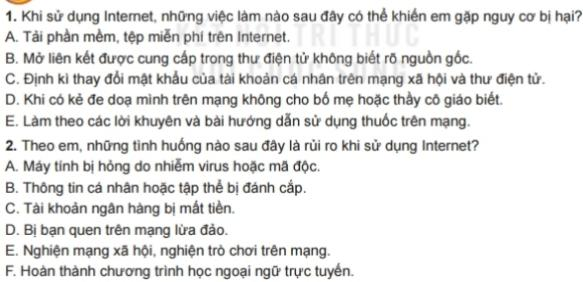 1. Khi sử dụng Internet, những việc làm nào sau đây có thể khiến em gặp nguy cơ bị hại?
A. Tải phần mềm, tệp miễn phí trên Internet.
B. Mở liên kết được cung cấp trong thư điện tử không biết rõ nguồn gốc.
C. Định kì thay đổi mật khẩu của tài khoản cá nhân trên mạng xã hội và thư điện tử.
D. Khi có kẻ đe doạ mình trên mạng không cho bố mẹ hoặc thầy cô giáo biết.
E. Làm theo các lời khuyên và bài hướng dẫn sử dụng thuốc trên mạng.
2. Theo em, những tình huống nào sau đây là rủi ro khi sử dụng Internet?
A. Máy tính bị hỏng do nhiễm virus hoặc mã độc.
B. Thông tin cá nhân hoặc tập thể bị đánh cắp.
C. Tài khoản ngân hàng bị mất tiền.
D. Bị bạn quen trên mạng lừa đảo.
E. Nghiện mạng xã hội, nghiện trò chơi trên mạng.
F. Hoàn thành chương trình học ngoại ngữ trực tuyến.